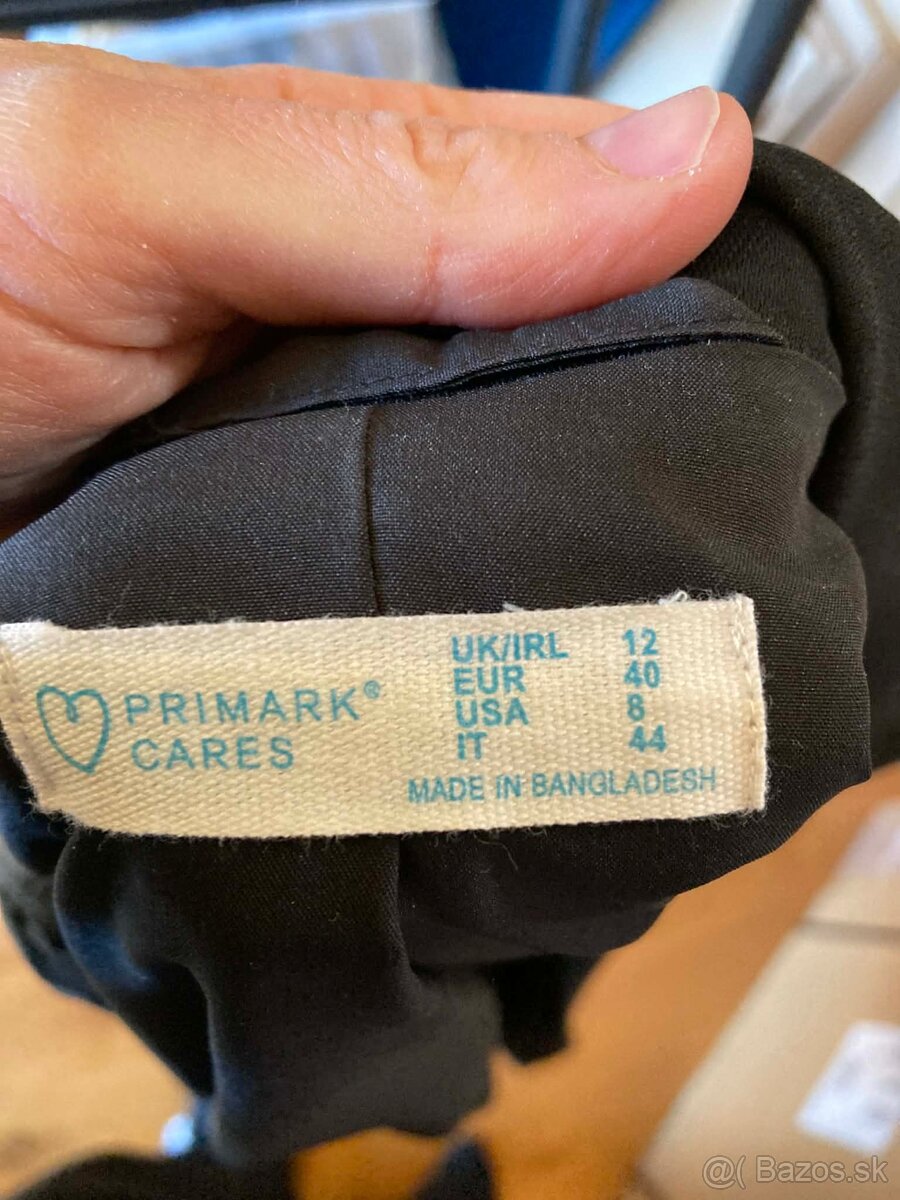 PRIMARK®
CARES
UK/IRL 12
EUR 40
USA 8
IT 44
MADE IN BANGLADESH
@( Bazos.sk